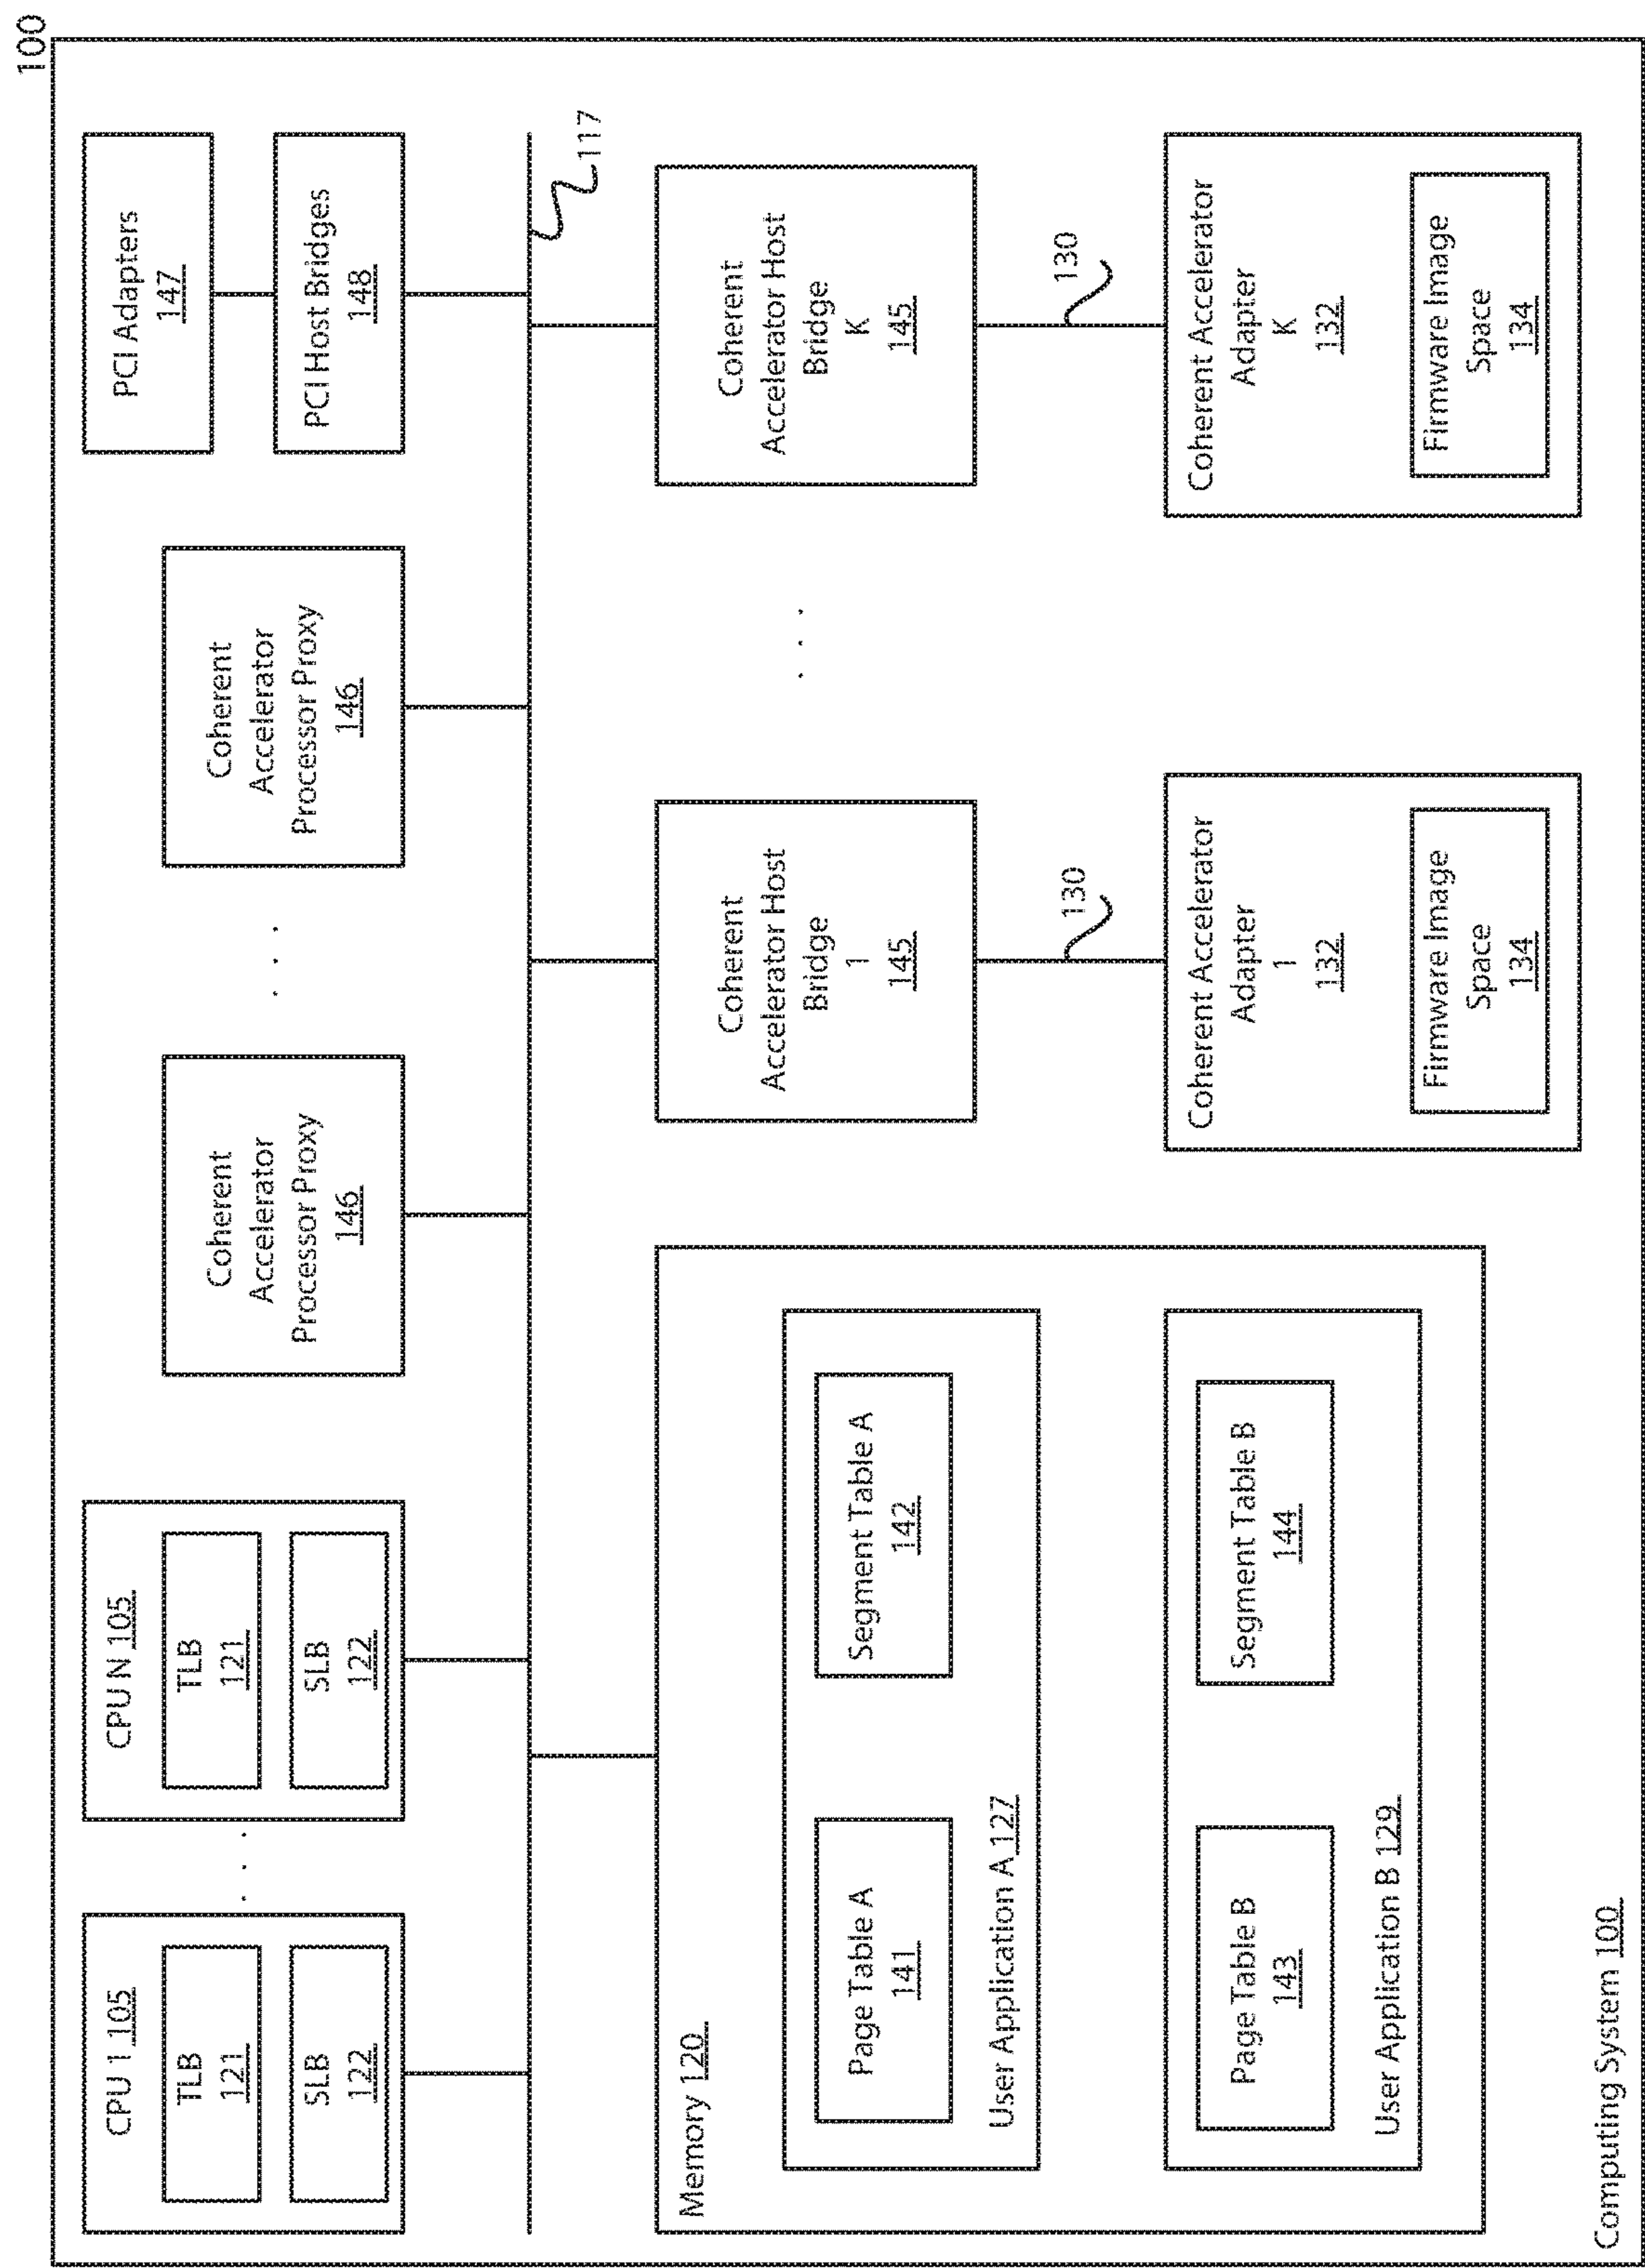 100
CPU 1 105
TLB
121
SLB
122
. . .
CPU N 105
TLB
121
SLB
122
Coherent
Accelerator
Processor Proxy
146
. . .
Coherent
Accelerator
Processor Proxy
146
PCI Adapters
147
PCI Host Bridges
148
117
Memory 120
Page Table A
141
Segment Table A
142
User Application A 127
Page Table B
143
Segment Table B
144
User Application B 129
Coherent
Accelerator Host
Bridge
1
145
. . .
Coherent
Accelerator Host
Bridge
K
145
130
130
Coherent Accelerator
Adapter
1
132
Firmware Image
Space
134
Coherent Accelerator
Adapter
K
132
Firmware Image
Space
134
Computing System 100